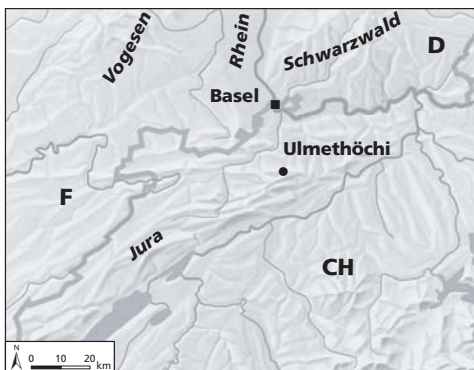 Vogesen
Rhein
Schwarzwald
D
Basel
Ulmethöchi
F
Jura
CH
N
0 10 20
km